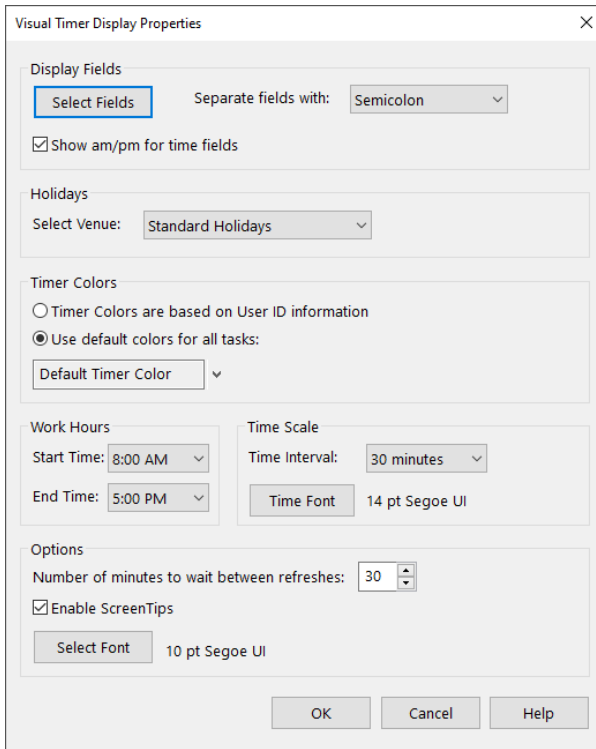 Visual Timer Display Properties
Display Fields
Select Fields Separate fields with: Semicolon
Show am/pm for time fields
Holidays
Select Venue: Standard Holidays
Timer Colors
Timer Colors are based on User ID information
Use default colors for all tasks:
Default Timer Color
Work Hours
Start Time: 8:00 AM
End Time: 5:00 PM
Time Scale
Time Interval: 30 minutes
Time Font 14 pt Segoe UI
Options
Number of minutes to wait between refreshes: 30
Enable ScreenTips
Select Font 10 pt Segoe UI
OK Cancel Help